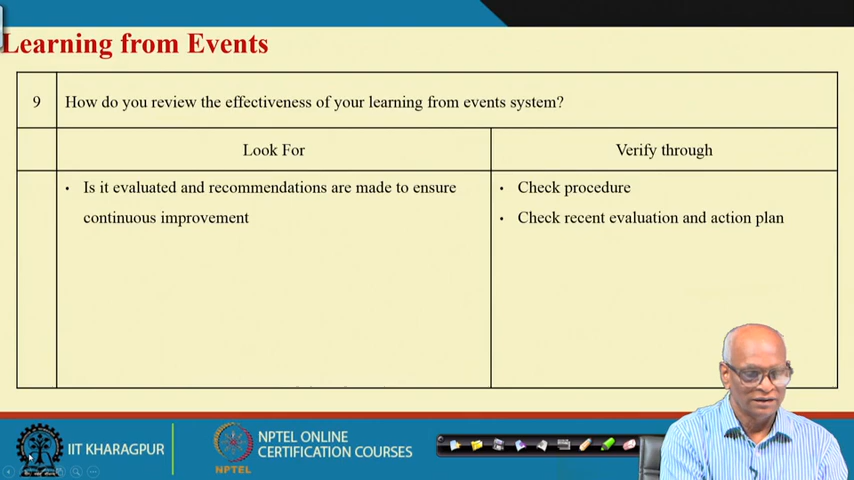 Learning from Events
9
How do you review the effectiveness of your learning from events system?
Look For
Verify through
• Is it evaluated and recommendations are made to ensure
continuous improvement
• Check procedure
• Check recent evaluation and action plan
IIT KHARAGPUR
NPTEL
NPTEL ONLINE
CERTIFICATION COURSES